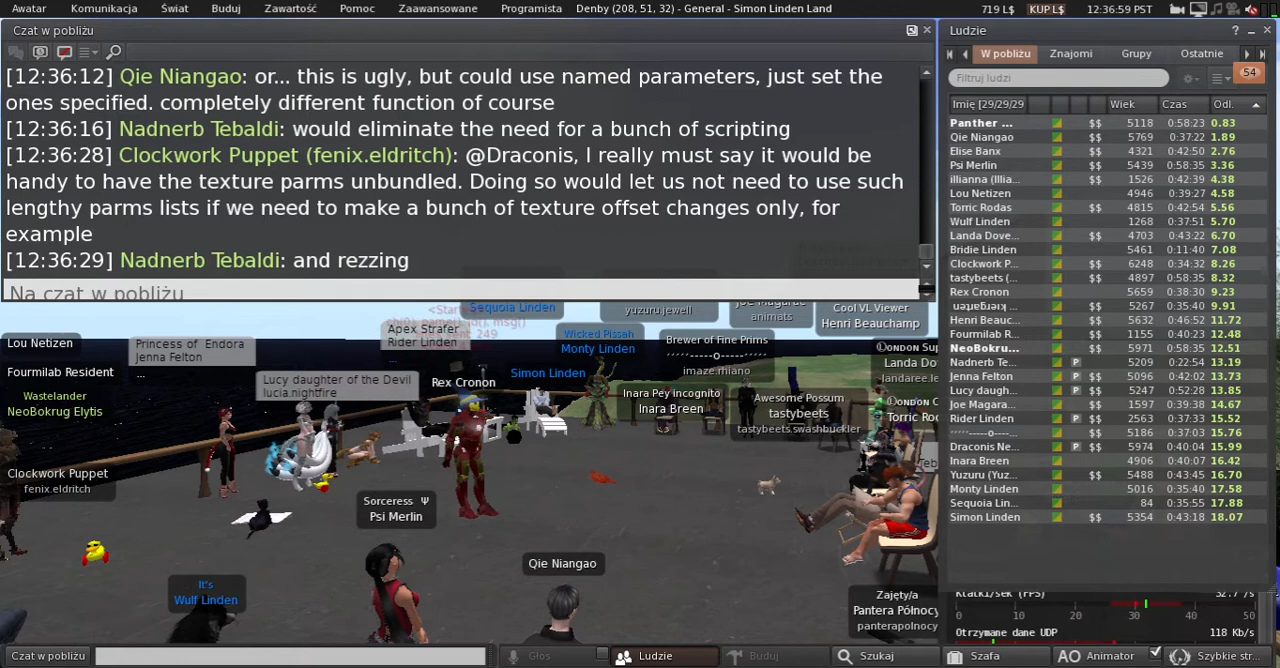 Awatar Komunikacja Świat Buduj Zawartość Pomoc Zaawansowane Programista Denby (208, 51, 32) - General - Simon Linden Land 719 L$ KUP L$ 12:36:59 PST
Czat w pobliżu
[12:36:12] Qie Niangao: or... this is ugly, but could use named parameters, just set the
ones specified. completely different function of course
[12:36:16] Nadnerb Tebaldi: would eliminate the need for a bunch of scripting
[12:36:28] Clockwork Puppet (fenix.eldritch): @Draconis, I really must say it would be
handy to have the texture parms unbundled. Doing so would let us not need to use such
lengthy parms lists if we need to make a bunch of texture offset changes only, for
example
[12:36:29] Nadnerb Tebaldi: and rezzing
Na czat w pobliżu
Ludzie
W pobliżu Znajomi Grupy Ostatnie
Filtruj ludzi
54
Imię [29/29/29 Wiek Czas Odl.
Panther ... $$ 5118 0:58:23 0.83
Qie Niangao $$ 5769 0:37:22 1.89
Elise Banx $$ 4321 0:42:50 2.76
Psi Merlin $$ 5439 0:58:35 3.36
illianna (Illia... $$ 1526 0:42:39 4.38
Lou Netizen 4946 0:39:27 4.58
Torric Rodas $$ 4815 0:42:54 5.56
Wulf Linden 1268 0:37:51 5.70
Landa Dove... $$ 4703 0:43:22 6.70
Bridie Linden 5461 0:11:40 7.08
Clockwork P... $$ 6248 0:34:32 8.26
tastybeets (... $$ 4897 0:58:35 8.32
Rex Cronon 5659 0:38:30 9.23
$$ 5267 0:35:40 9.91
Henri Beauc... $$ 5632 0:46:52 11.72
Fourmilab R... $$ 1155 0:40:23 12.48
NeoBokru... $$ 5971 0:58:35 12.51
Nadnerb Te... P 5209 0:22:54 13.19
Jenna Felton P $$ 5096 0:42:02 13.73
Lucy daugh... P $$ 5247 0:52:28 13.85
Joe Magara... $$ 1597 0:39:38 14.67
Rider Linden P $$ 2563 0:37:33 15.52
$$ 5186 0:37:03 15.76
Draconis Ne... P $$ 5974 0:40:04 15.99
Inara Breen 4906 0:40:07 16.42
Yuzuru (Yuz... $$ 5488 0:43:45 16.70
Monty Linden 5016 0:35:40 17.58
Sequoia Lin... 84 0:35:55 17.88
Simon Linden $$ 5354 0:43:18 18.07
Klatki/sek (FPS) 32.7 /s
0 10 20 30 40 50
Otrzymane dane UDP 118 Kb/s
Sequoia Linden
yuzuru.jewell
animats
Cool VL Viewer
Henri Beauchamp
Lou Netizen
Princess of Endora
Jenna Felton
...
Apex Strafer
Rider Linden
Wicked Pissah
Monty Linden
Brewer of Fine Prims
imaze.rhiano
Fourmilab Resident
Lucy daughter of the Devil
lucia.nightfire
Rex Cronon
Simon Linden
Inara Pey incognito
Inara Breen
Awesome Possum
tastybeets
tastybeets.swashbuckler
Landa Do
landaree.le
Torric Rod
Wastelander
NeoBokrug Elytis
Clockwork Puppet
fenix.eldritch
Sorceress Ψ
Psi Merlin
Qie Niangao
It's
Wulf Linden
Zajęty/a
Pantera Północy
panterapolnocy
Czat w pobliżu Głos Ludzie Buduj Szukaj Szafa AO Animator Szybkie str...